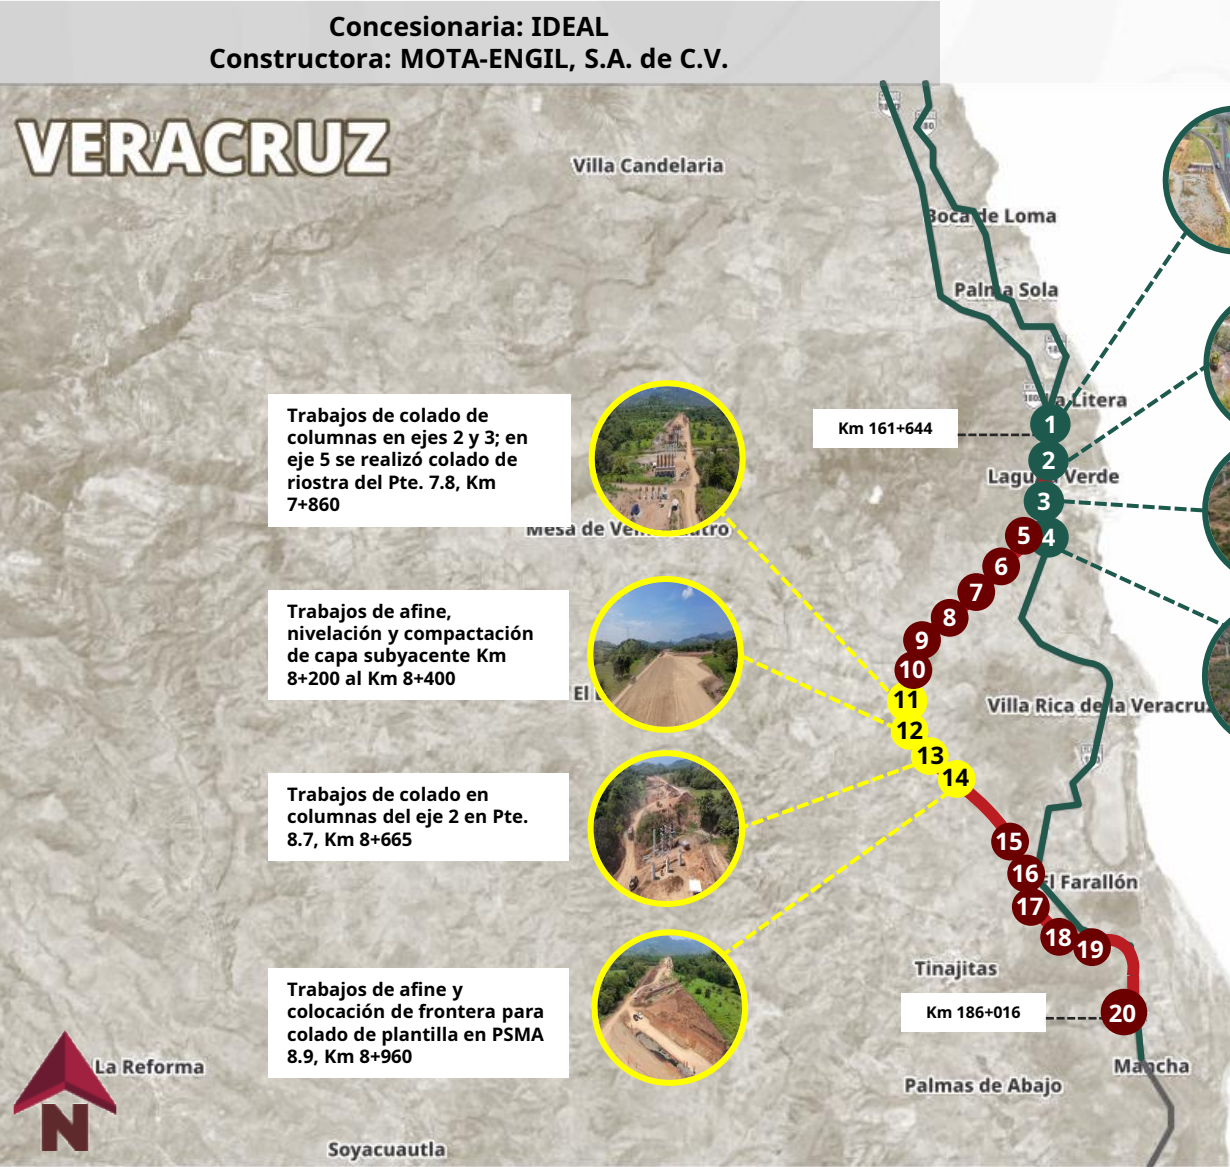 Concesionaria: IDEAL
Constructora: MOTA-ENGIL, S.A. de C.V.
VERACRUZ
Villa Candelaria
Boca de Loma
Palma Sola
La Litera
Trabajos de colado de
columnas en ejes 2 y 3; en
eje 5 se realizó colado de
riostra del Pte. 7.8, Km
7+860
Km 161+644
1
2
Laguna Verde
3
Mesa de
5
4
6
7
8
9
10
Trabajos de afine,
nivelación y compactación
de capa subyacente Km
8+200 al Km 8+400
El
11
Villa Rica de la Veracruz
12
13
14
Trabajos de colado en
columnas del eje 2 en Pte.
8.7, Km 8+665
15
16
El Farallón
17
18
19
Tinajitas
Trabajos de afine y
colocación de frontera para
colado de plantilla en PSMA
8.9, Km 8+960
Km 186+016
20
La Reforma
Mancha
Palmas de Abajo
N
Soyacuautla